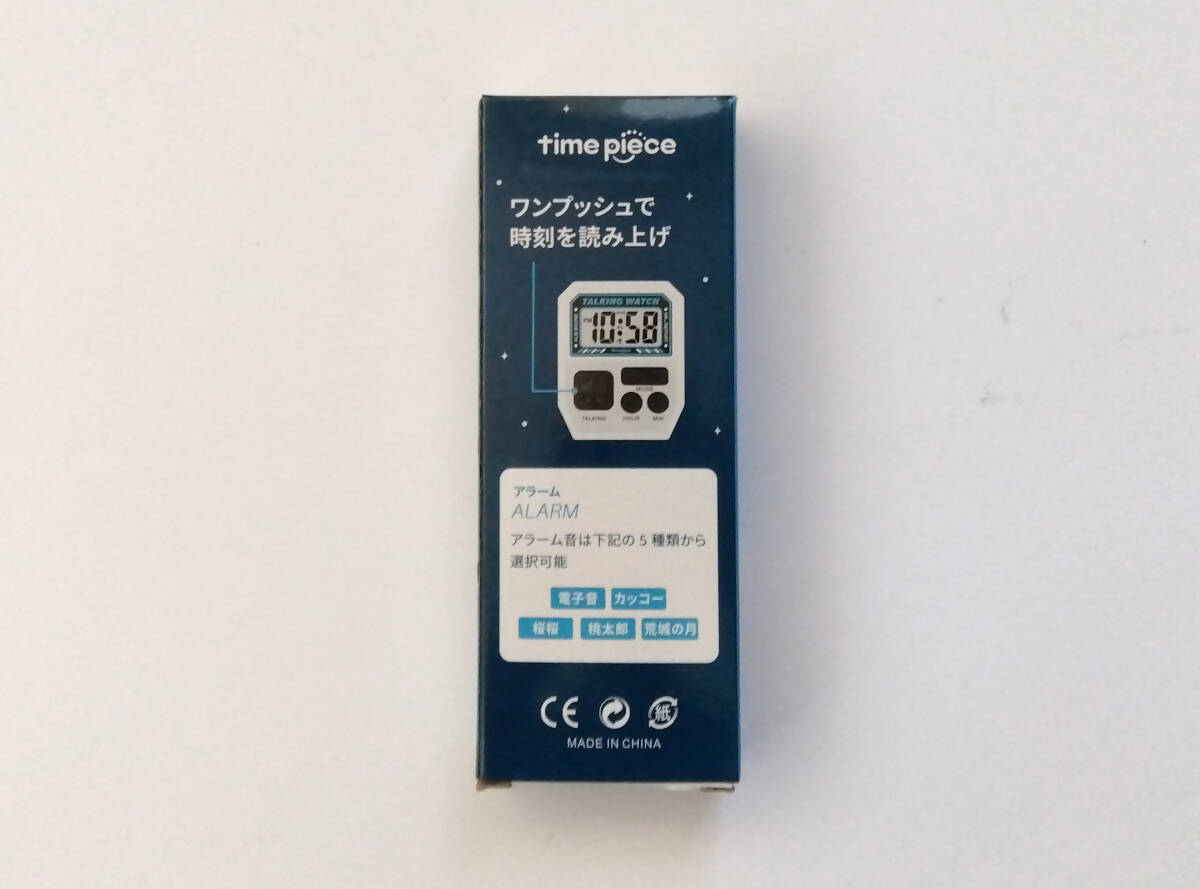 time piece
ワンプッシュで
時刻を読み上げ
TALKING WATCH
PM 10:58
MODE
TALKING HOUR MIN
アラーム
ALARM
アラーム音は下記の5種類から
選択可能
電子音 カッコー
桜桜 桃太郎 荒城の月
CE 紙
MADE IN CHINA